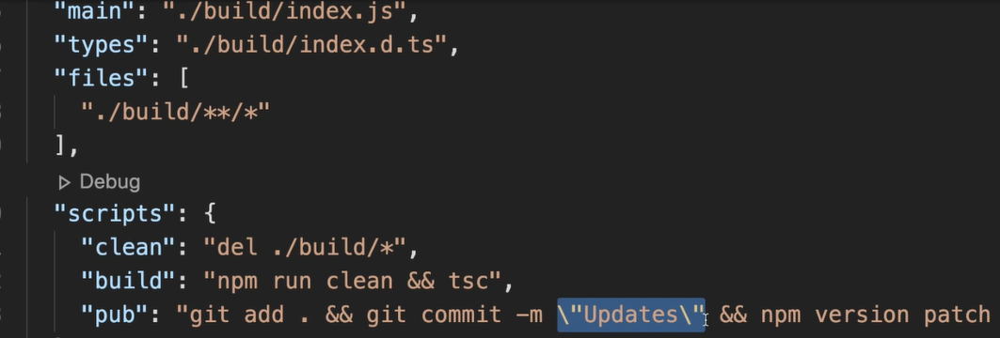 "main": "./build/index.js",
"types": "./build/index.d.ts",
"files": [
"./build/**/*"
],
Debug
"scripts": {
"clean": "del ./build/*",
"build": "npm run clean && tsc",
"pub": "git add . && git commit -m \"Updates\" && npm version patch